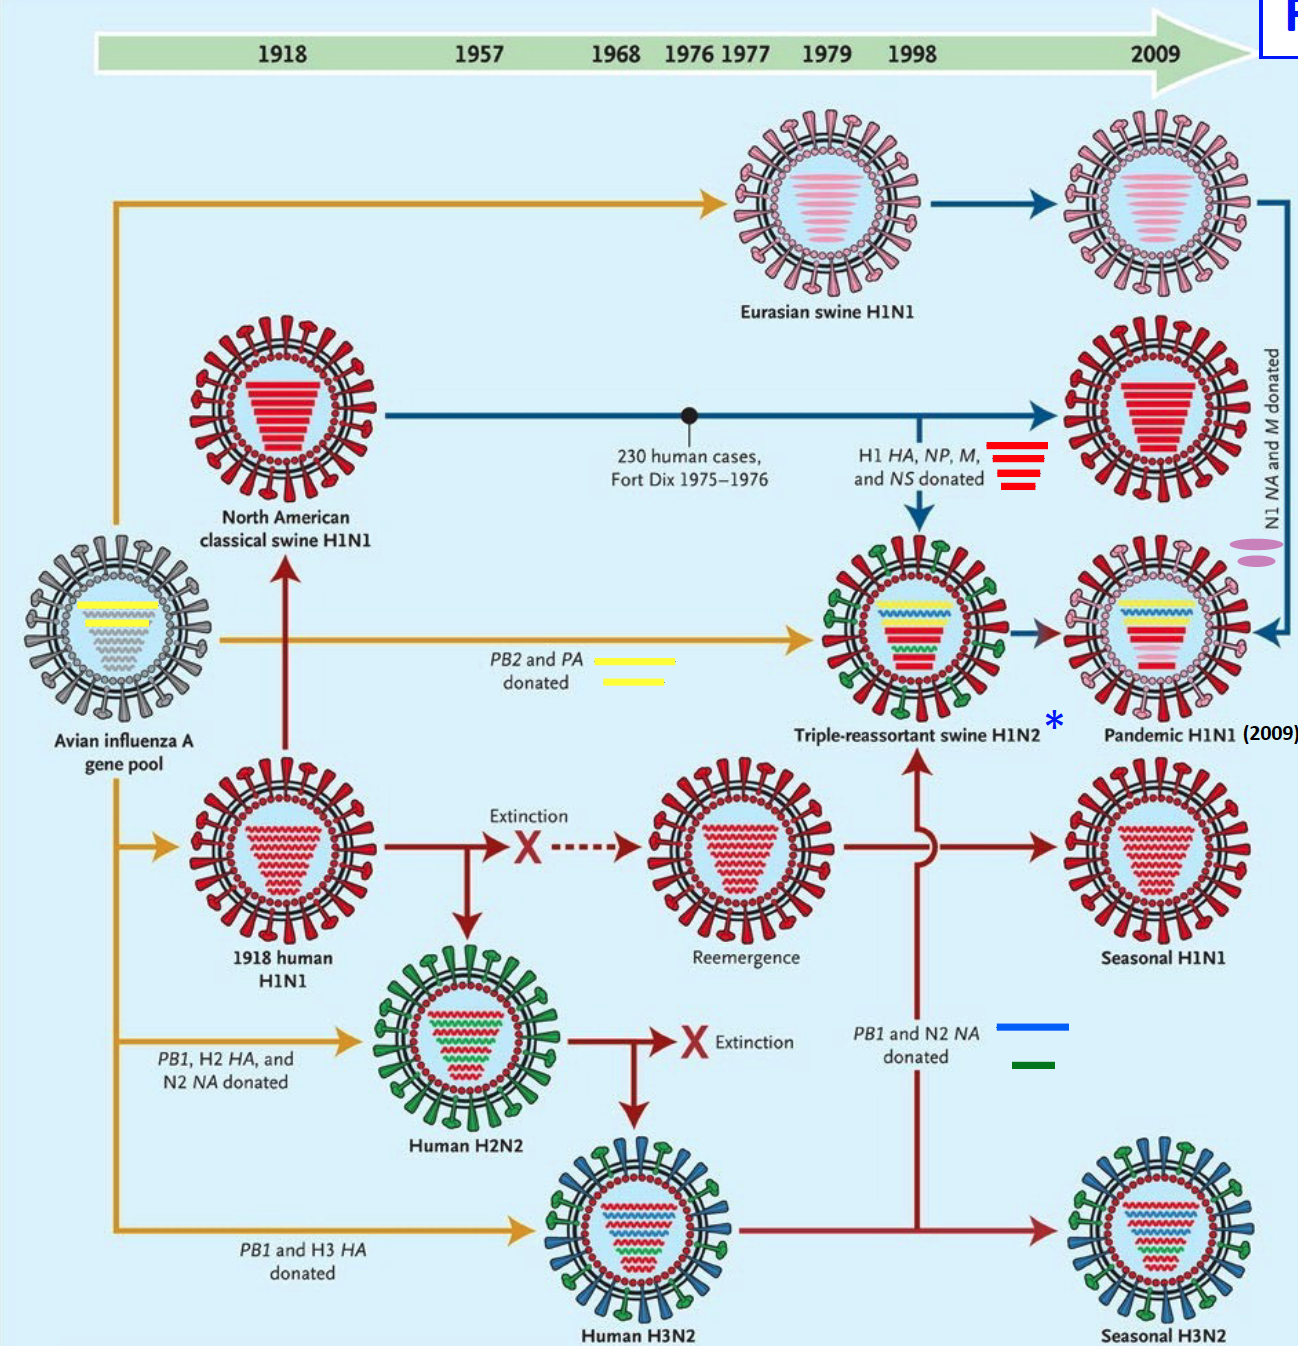 1918 1957 1968 1976 1977 1979 1998 2009
Eurasian swine H1N1
N1 NA and M donated
230 human cases,
Fort Dix 1975–1976
H1 HA, NP, M,
and NS donated
North American
classical swine H1N1
PB2 and PA
donated
Avian influenza A
gene pool
Triple-reassortant swine H1N2 *
Pandemic H1N1 (2009)
Extinction
X
1918 human
H1N1
Reemergence
Seasonal H1N1
PB1, H2 HA, and
N2 NA donated
X Extinction
PB1 and N2 NA
donated
Human H2N2
PB1 and H3 HA
donated
Human H3N2
Seasonal H3N2